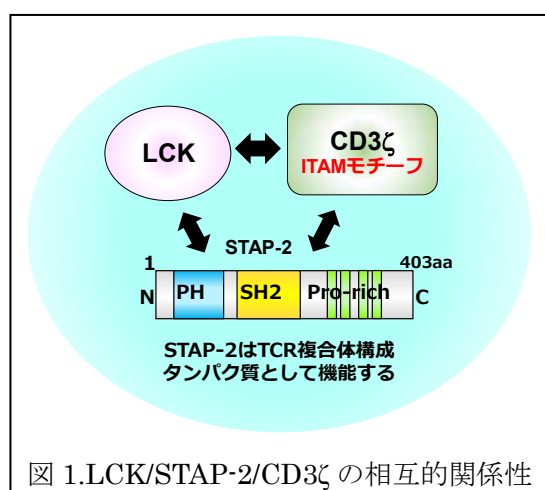 LCK
CD3ζ
ITAMモチーフ
STAP-2
1
403aa
N
PH
SH2
Pro-rich
C
STAP-2はTCR複合体構成
タンパク質として機能する
図 1.LCK/STAP-2/CD3ζ の相互的関係性